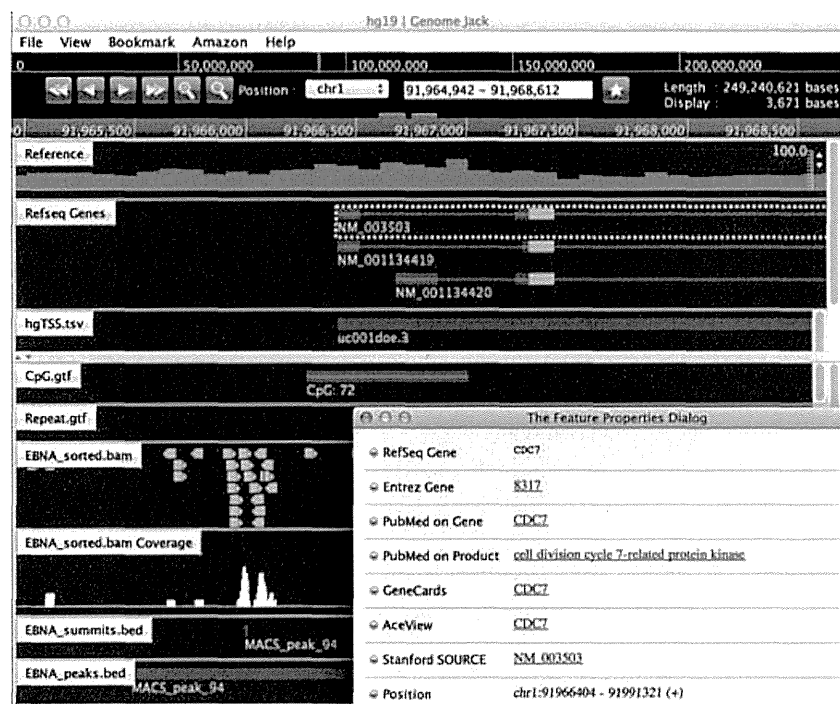 hg19 | Genome Jack
File View Bookmark Amazon Help
0 50,000,000 100,000,000 150,000,000 200,000,000
Position : chr1 91,964,942 - 91,968,612 Length : 249,240,621 bases
Display : 3,671 bases
0 91,965,500 91,966,000 91,966,500 91,967,000 91,967,500 91,968,000 91,968,500
Reference 100.0
Refseq Genes
NM_003503
NM_001134419
NM_001134420
hgTSS.tsv
uc001doe.3
CpG.gtf
CpG: 72
Repeat.gtf
The Feature Properties Dialog
EBNA_sorted.bam
RefSeq Gene CDC7
Entrez Gene 8317
PubMed on Gene CDC7
EBNA_sorted.bam Coverage
PubMed on Product cell division cycle 7-related protein kinase
GeneCards CDC7
AceView CDC7
EBNA_summits.bed
MACS_peak_94
Stanford SOURCE NM_003503
EBNA_peaks.bed
MACS_peak_94
Position chr1:91966404 - 91991321 (+)